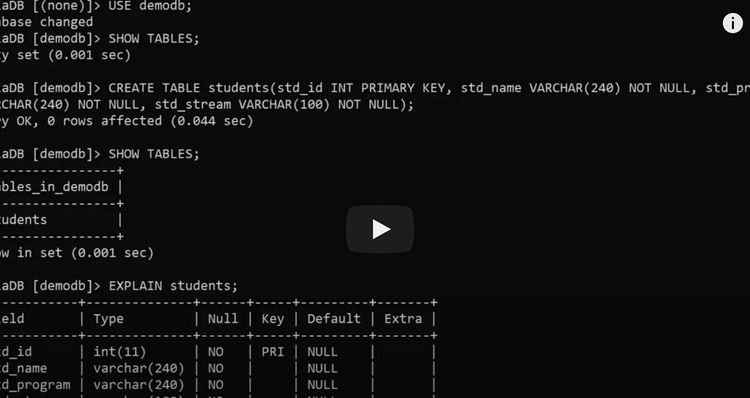 aDB [(none)]> USE demodb;
base changed
aDB [demodb]> SHOW TABLES;
y set (0.001 sec)
aDB [demodb]> CREATE TABLE students(std_id INT PRIMARY KEY, std_name VARCHAR(240) NOT NULL, std_pr
RCHAR(240) NOT NULL, std_stream VARCHAR(100) NOT NULL);
ry OK, 0 rows affected (0.044 sec)
aDB [demodb]> SHOW TABLES;
---------------+
bles_in_demodb |
---------------+
udents         |
---------------+
ow in set (0.001 sec)
aDB [demodb]> EXPLAIN students;
----------+--------------+------+-----+---------+-------+
eld       | Type         | Null | Key | Default | Extra |
----------+--------------+------+-----+---------+-------+
d_id      | int(11)      | NO   | PRI | NULL    |       |
d_name    | varchar(240) | NO   |     | NULL    |       |
d_program | varchar(240) | NO   |     | NULL    |       |